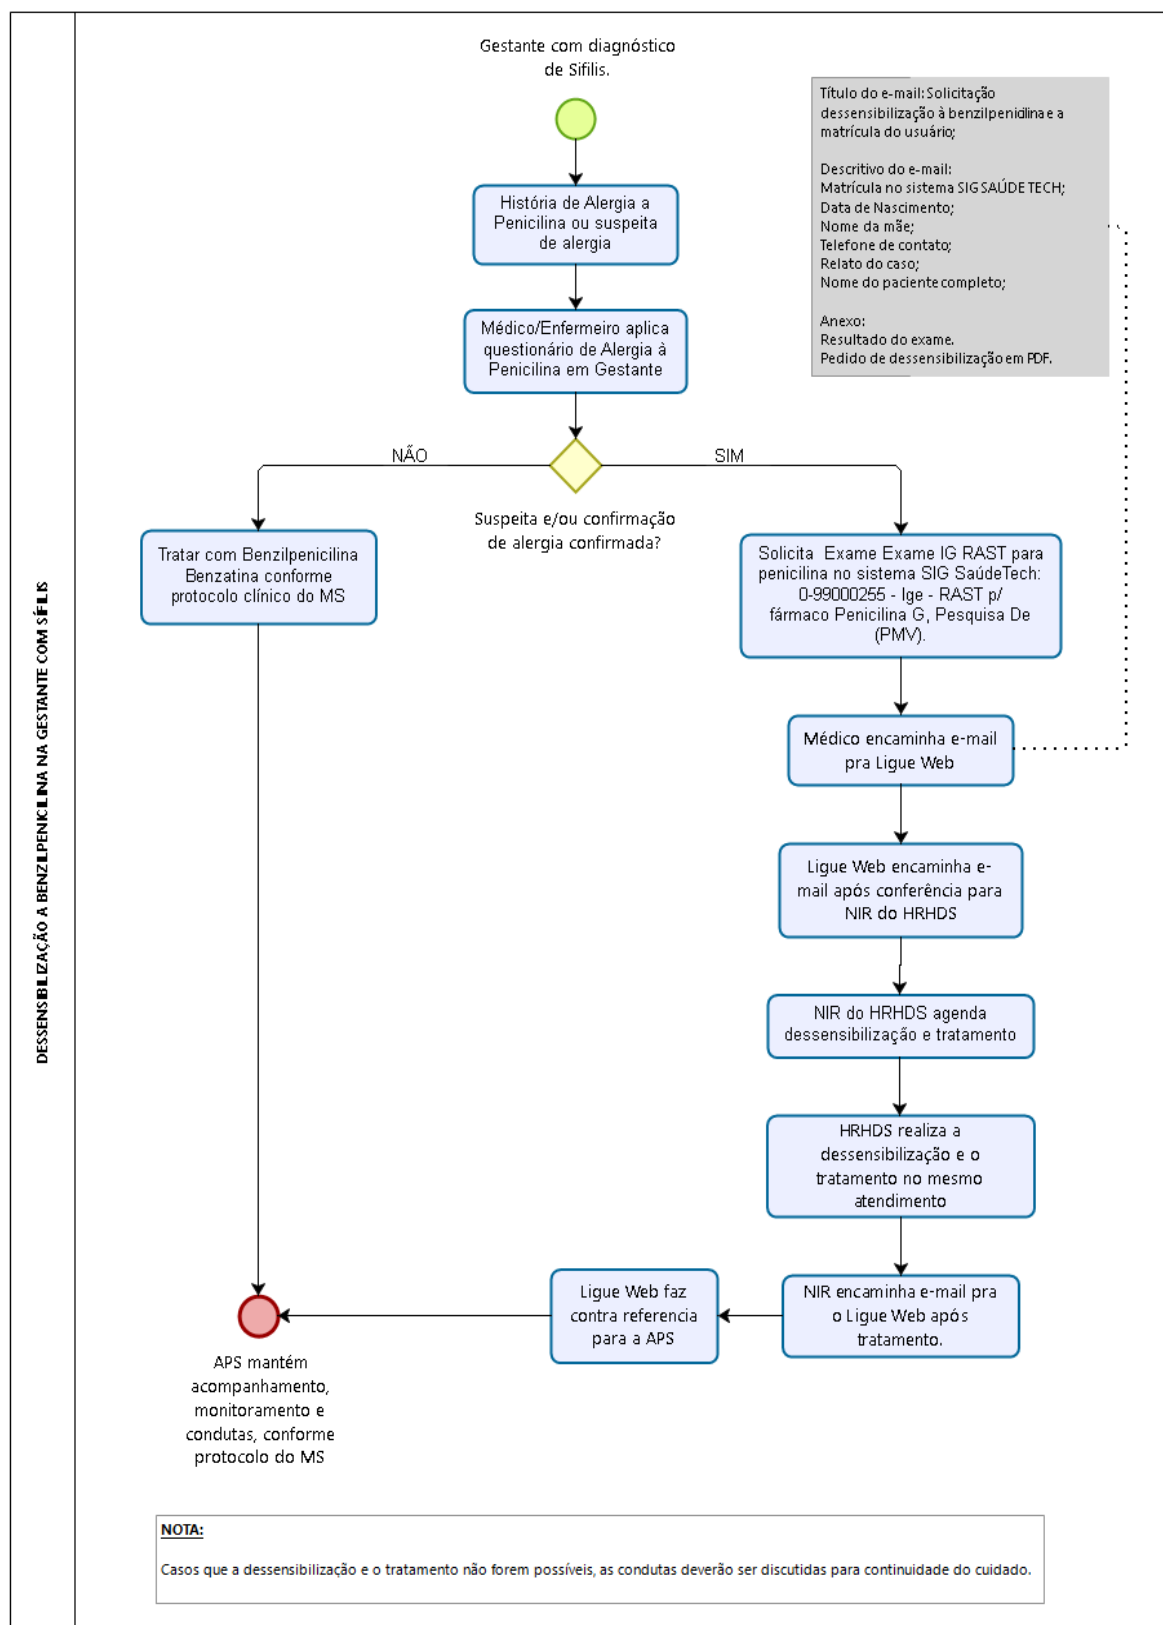 Gestante com diagnóstico
de Sífilis.
Título do e-mail: Solicitação
dessensibilização à benzilpenicilina e a
matrícula do usuário;
Descritivo do e-mail:
Matrícula no sistema SIG SAÚDE TECH;
Data de Nascimento;
Nome da mãe;
Telefone de contato;
Relato do caso;
Nome do paciente completo;
Anexo:
Resultado do exame.
Pedido de dessensibilização em PDF.
História de Alergia a
Penicilina ou suspeita
de alergia
Médico/Enfermeiro aplica
questionário de Alergia à
Penicilina em Gestante
NÃO
SIM
Suspeita e/ou confirmação
de alergia confirmada?
Tratar com Benzilpenicilina
Benzatina conforme
protocolo clínico do MS
Solicita Exame Exame IG RAST para
penicilina no sistema SIG SaúdeTech:
0-99000255 - Ige - RAST p/
fármaco Penicilina G, Pesquisa De
(PMV).
Médico encaminha e-mail
pra Ligue Web
Ligue Web encaminha e-
mail após conferência para
NIR do HRHDS
NIR do HRHDS agenda
dessensibilização e tratamento
HRHDS realiza a
dessensibilização e o
tratamento no mesmo
atendimento
NIR encaminha e-mail pra
o Ligue Web após
tratamento.
Ligue Web faz
contra referencia
para a APS
APS mantém
acompanhamento,
monitoramento e
condutas, conforme
protocolo do MS
DESSENSIBILIZAÇÃO A BENZILPENICILINA NA GESTANTE COM SÍFILIS
NOTA:
Casos que a dessensibilização e o tratamento não forem possíveis, as condutas deverão ser discutidas para continuidade do cuidado.